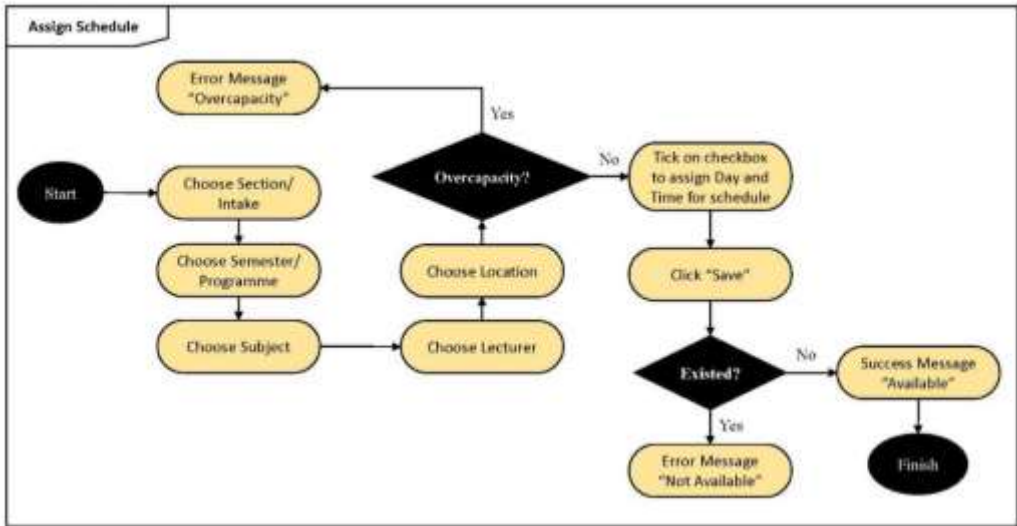 Assign Schedule
Error Message
"Overcapacity"
Yes
Start
Choose Section/
Intake
Overcapacity?
No
Tick on checkbox
to assign Day and
Time for schedule
Choose Semester/
Programme
Choose Location
Click "Save"
Choose Subject
Choose Lecturer
Existed?
No
Success Message
"Available"
Yes
Error Message
"Not Available"
Finish